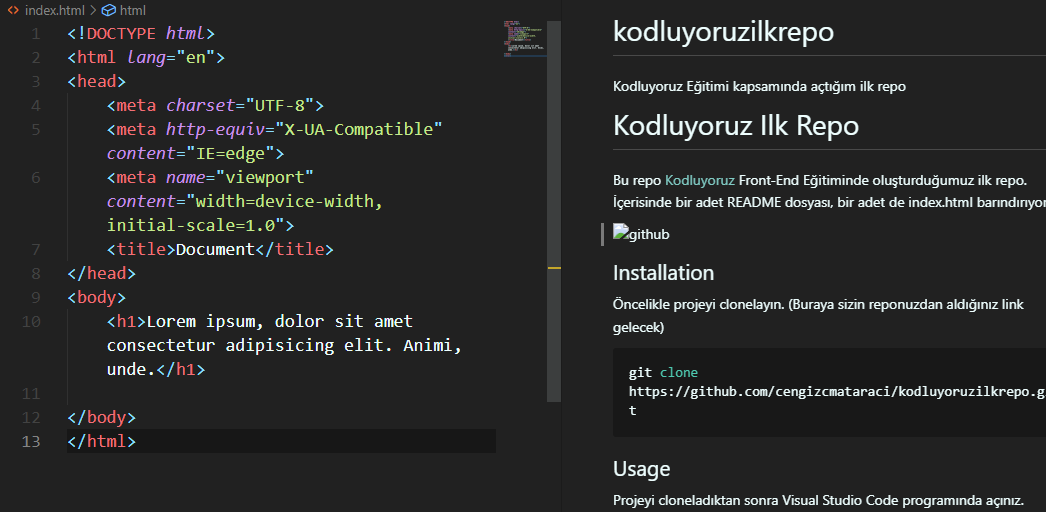 index.html > html
1 <!DOCTYPE html>
2 <html lang="en">
3 <head>
4 <meta charset="UTF-8">
5 <meta http-equiv="X-UA-Compatible"
content="IE=edge">
6 <meta name="viewport"
content="width=device-width,
initial-scale=1.0">
7 <title>Document</title>
8 </head>
9 <body>
10 <h1>Lorem ipsum, dolor sit amet
consectetur adipisicing elit. Animi,
unde.</h1>
11
12 </body>
13 </html>
kodluyoruzilkrepo
Kodluyoruz Eğitimi kapsamında açtığım ilk repo
Kodluyoruz Ilk Repo
Bu repo Kodluyoruz Front-End Eğitiminde oluşturduğumuz ilk repo.
İçerisinde bir adet README dosyası, bir adet de index.html barındırıyor
github
Installation
Öncelikle projeyi clonelayın. (Buraya sizin reponuzdan aldığınız link
gelecek)
git clone
https://github.com/cengizcmataraci/kodluyoruzilkrepo.gi
t
Usage
Projeyi cloneladıktan sonra Visual Studio Code programında açınız.